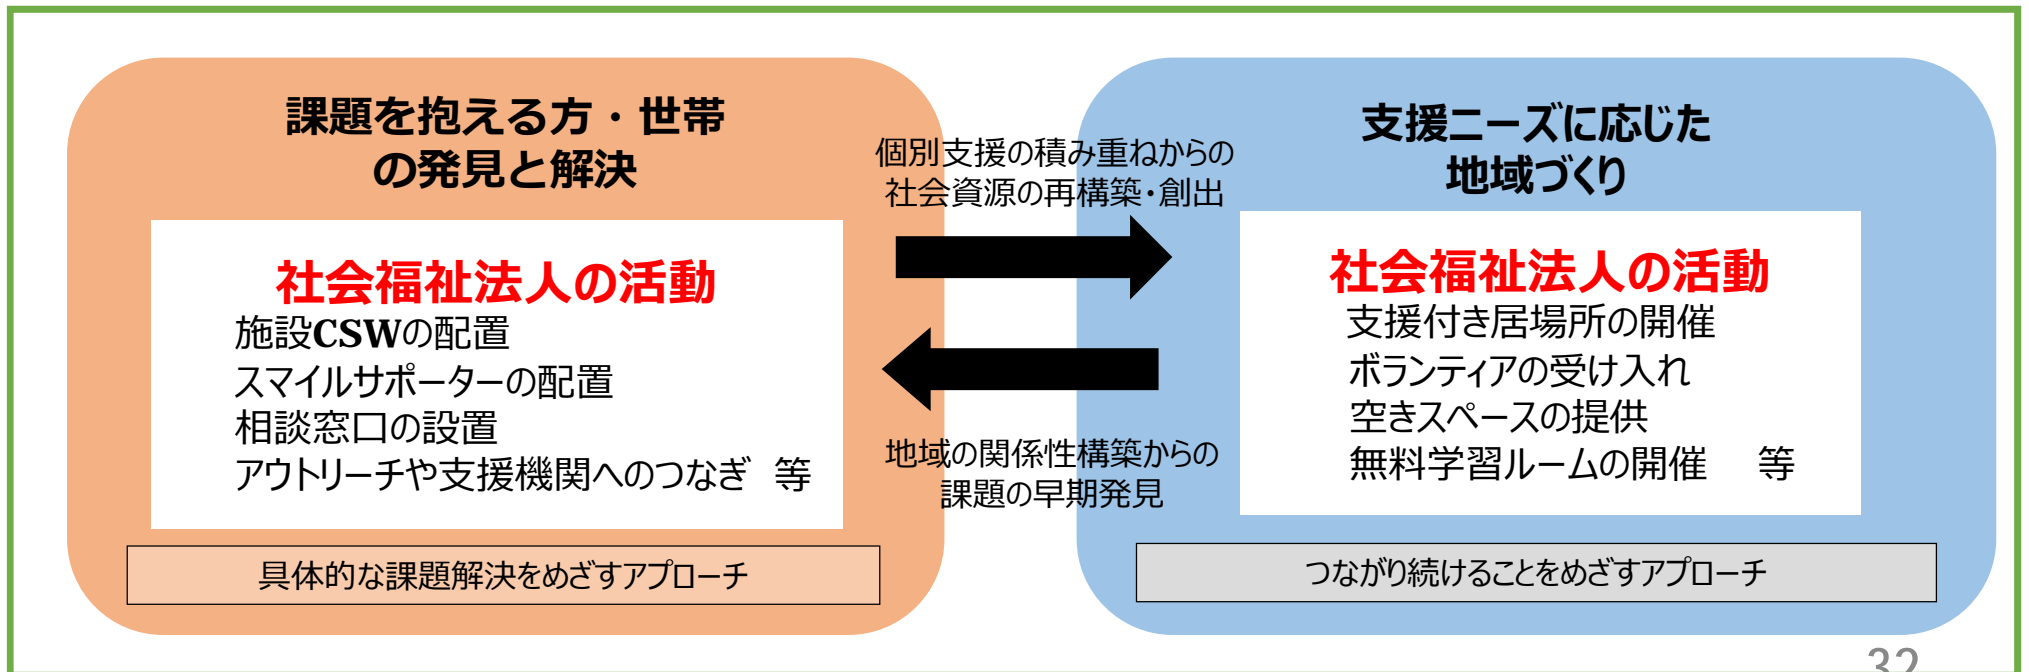 課題を抱える方・世帯
の発見と解決
社会福祉法人の活動
施設CSWの配置
スマイルサポーターの配置
相談窓口の設置
アウトリーチや支援機関へのつなぎ 等
具体的な課題解決をめざすアプローチ
個別支援の積み重ねからの
社会資源の再構築・創出
地域の関係性構築からの
課題の早期発見
支援ニーズに応じた
地域づくり
社会福祉法人の活動
支援付き居場所の開催
ボランティアの受け入れ
空きスペースの提供
無料学習ルームの開催 等
つながり続けることをめざすアプローチ
32